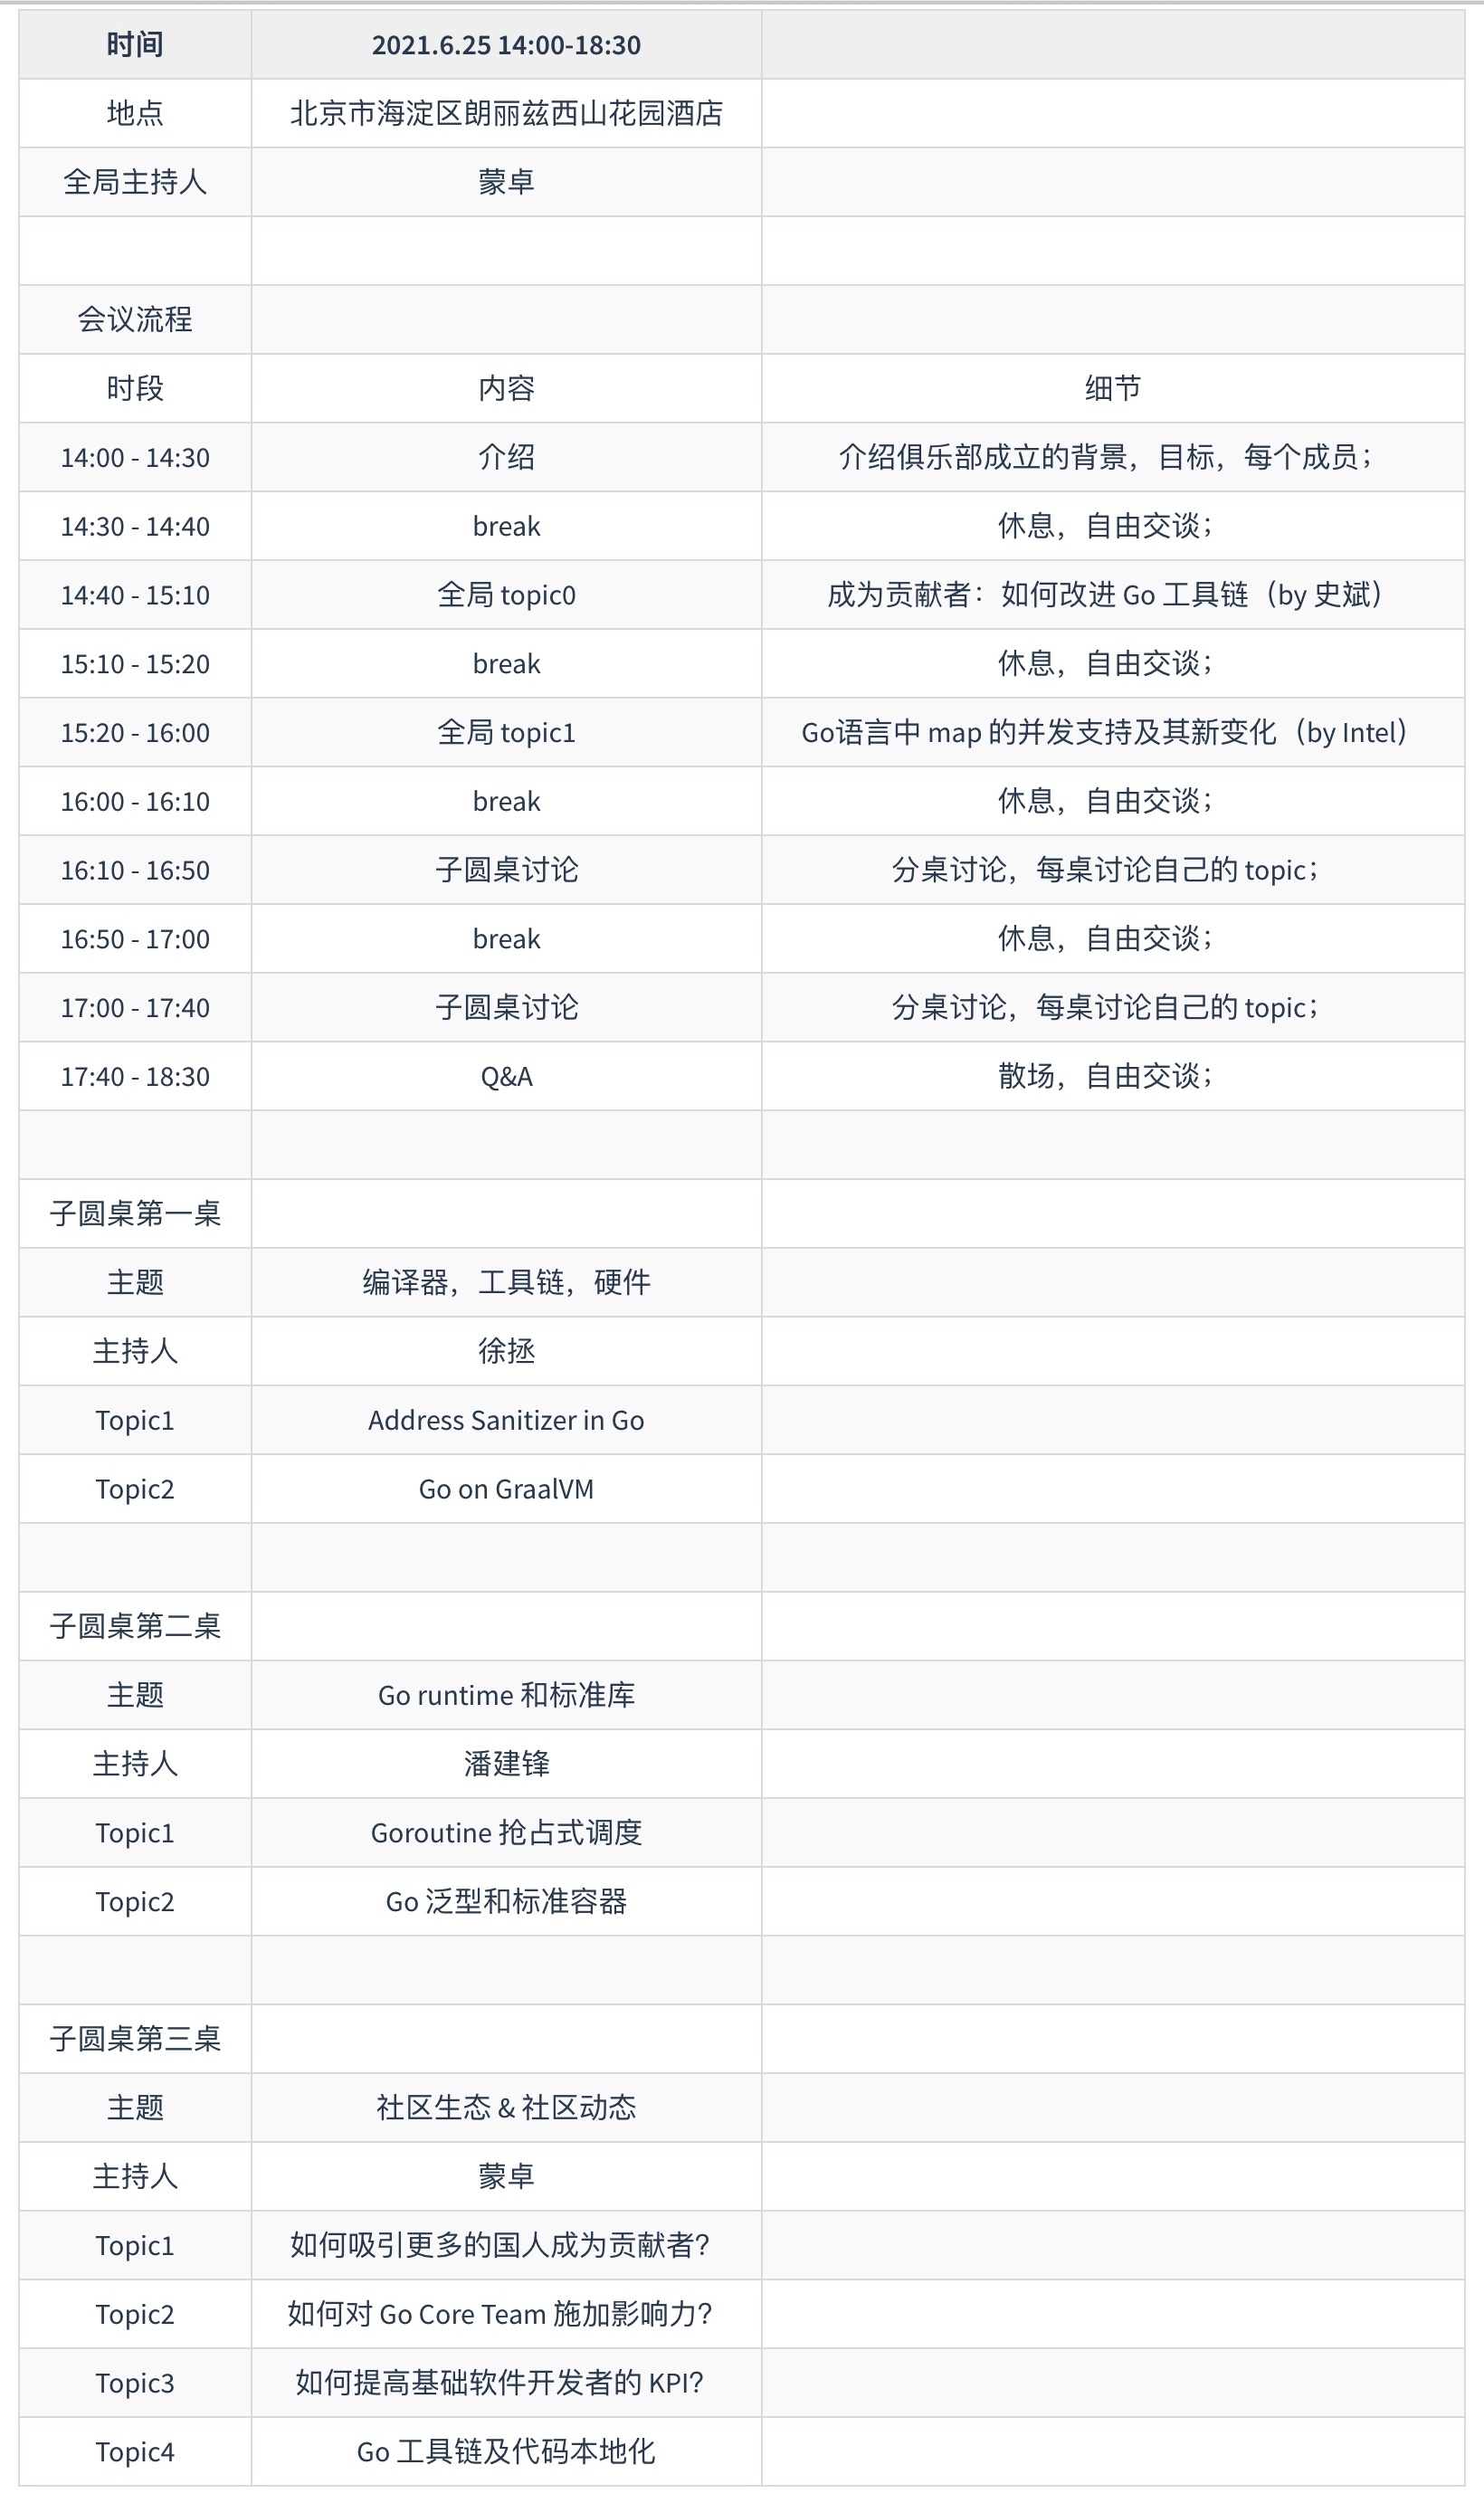 时间 2021.6.25 14:00-18:30
地点 北京市海淀区朗丽兹西山花园酒店
全局主持人 蒙卓
会议流程
时段 内容 细节
14:00 - 14:30 介绍 介绍俱乐部成立的背景，目标，每个成员；
14:30 - 14:40 break 休息，自由交谈；
14:40 - 15:10 全局 topic0 成为贡献者：如何改进 Go 工具链（by 史斌）
15:10 - 15:20 break 休息，自由交谈；
15:20 - 16:00 全局 topic1 Go语言中 map 的并发支持及其新变化（by Intel）
16:00 - 16:10 break 休息，自由交谈；
16:10 - 16:50 子圆桌讨论 分桌讨论，每桌讨论自己的 topic；
16:50 - 17:00 break 休息，自由交谈；
17:00 - 17:40 子圆桌讨论 分桌讨论，每桌讨论自己的 topic；
17:40 - 18:30 Q&A 散场，自由交谈；
子圆桌第一桌
主题 编译器，工具链，硬件
主持人 徐拯
Topic1 Address Sanitizer in Go
Topic2 Go on GraalVM
子圆桌第二桌
主题 Go runtime 和标准库
主持人 潘建锋
Topic1 Goroutine 抢占式调度
Topic2 Go 泛型和标准容器
子圆桌第三桌
主题 社区生态 & 社区动态
主持人 蒙卓
Topic1 如何吸引更多的国人成为贡献者？
Topic2 如何对 Go Core Team 施加影响力？
Topic3 如何提高基础软件开发者的 KPI？
Topic4 Go 工具链及代码本地化